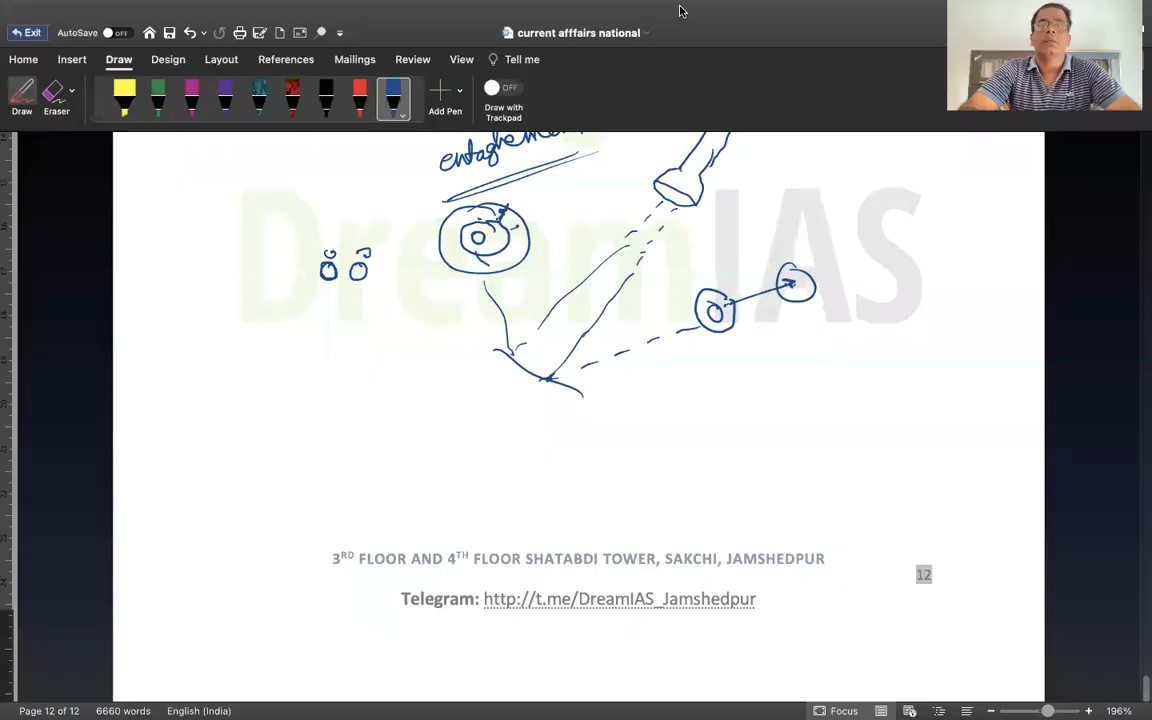 Exit
AutoSave OFF
current afffairs national
Home Insert Draw Design Layout References Mailings Review View Tell me
OFF
Draw Eraser Add Pen Draw with Trackpad
DreamIAS
3RD FLOOR AND 4TH FLOOR SHATABDI TOWER, SAKCHI, JAMSHEDPUR
12
Telegram: http://t.me/DreamIAS_Jamshedpur
Page 12 of 12 6660 words English (India) Focus 196%